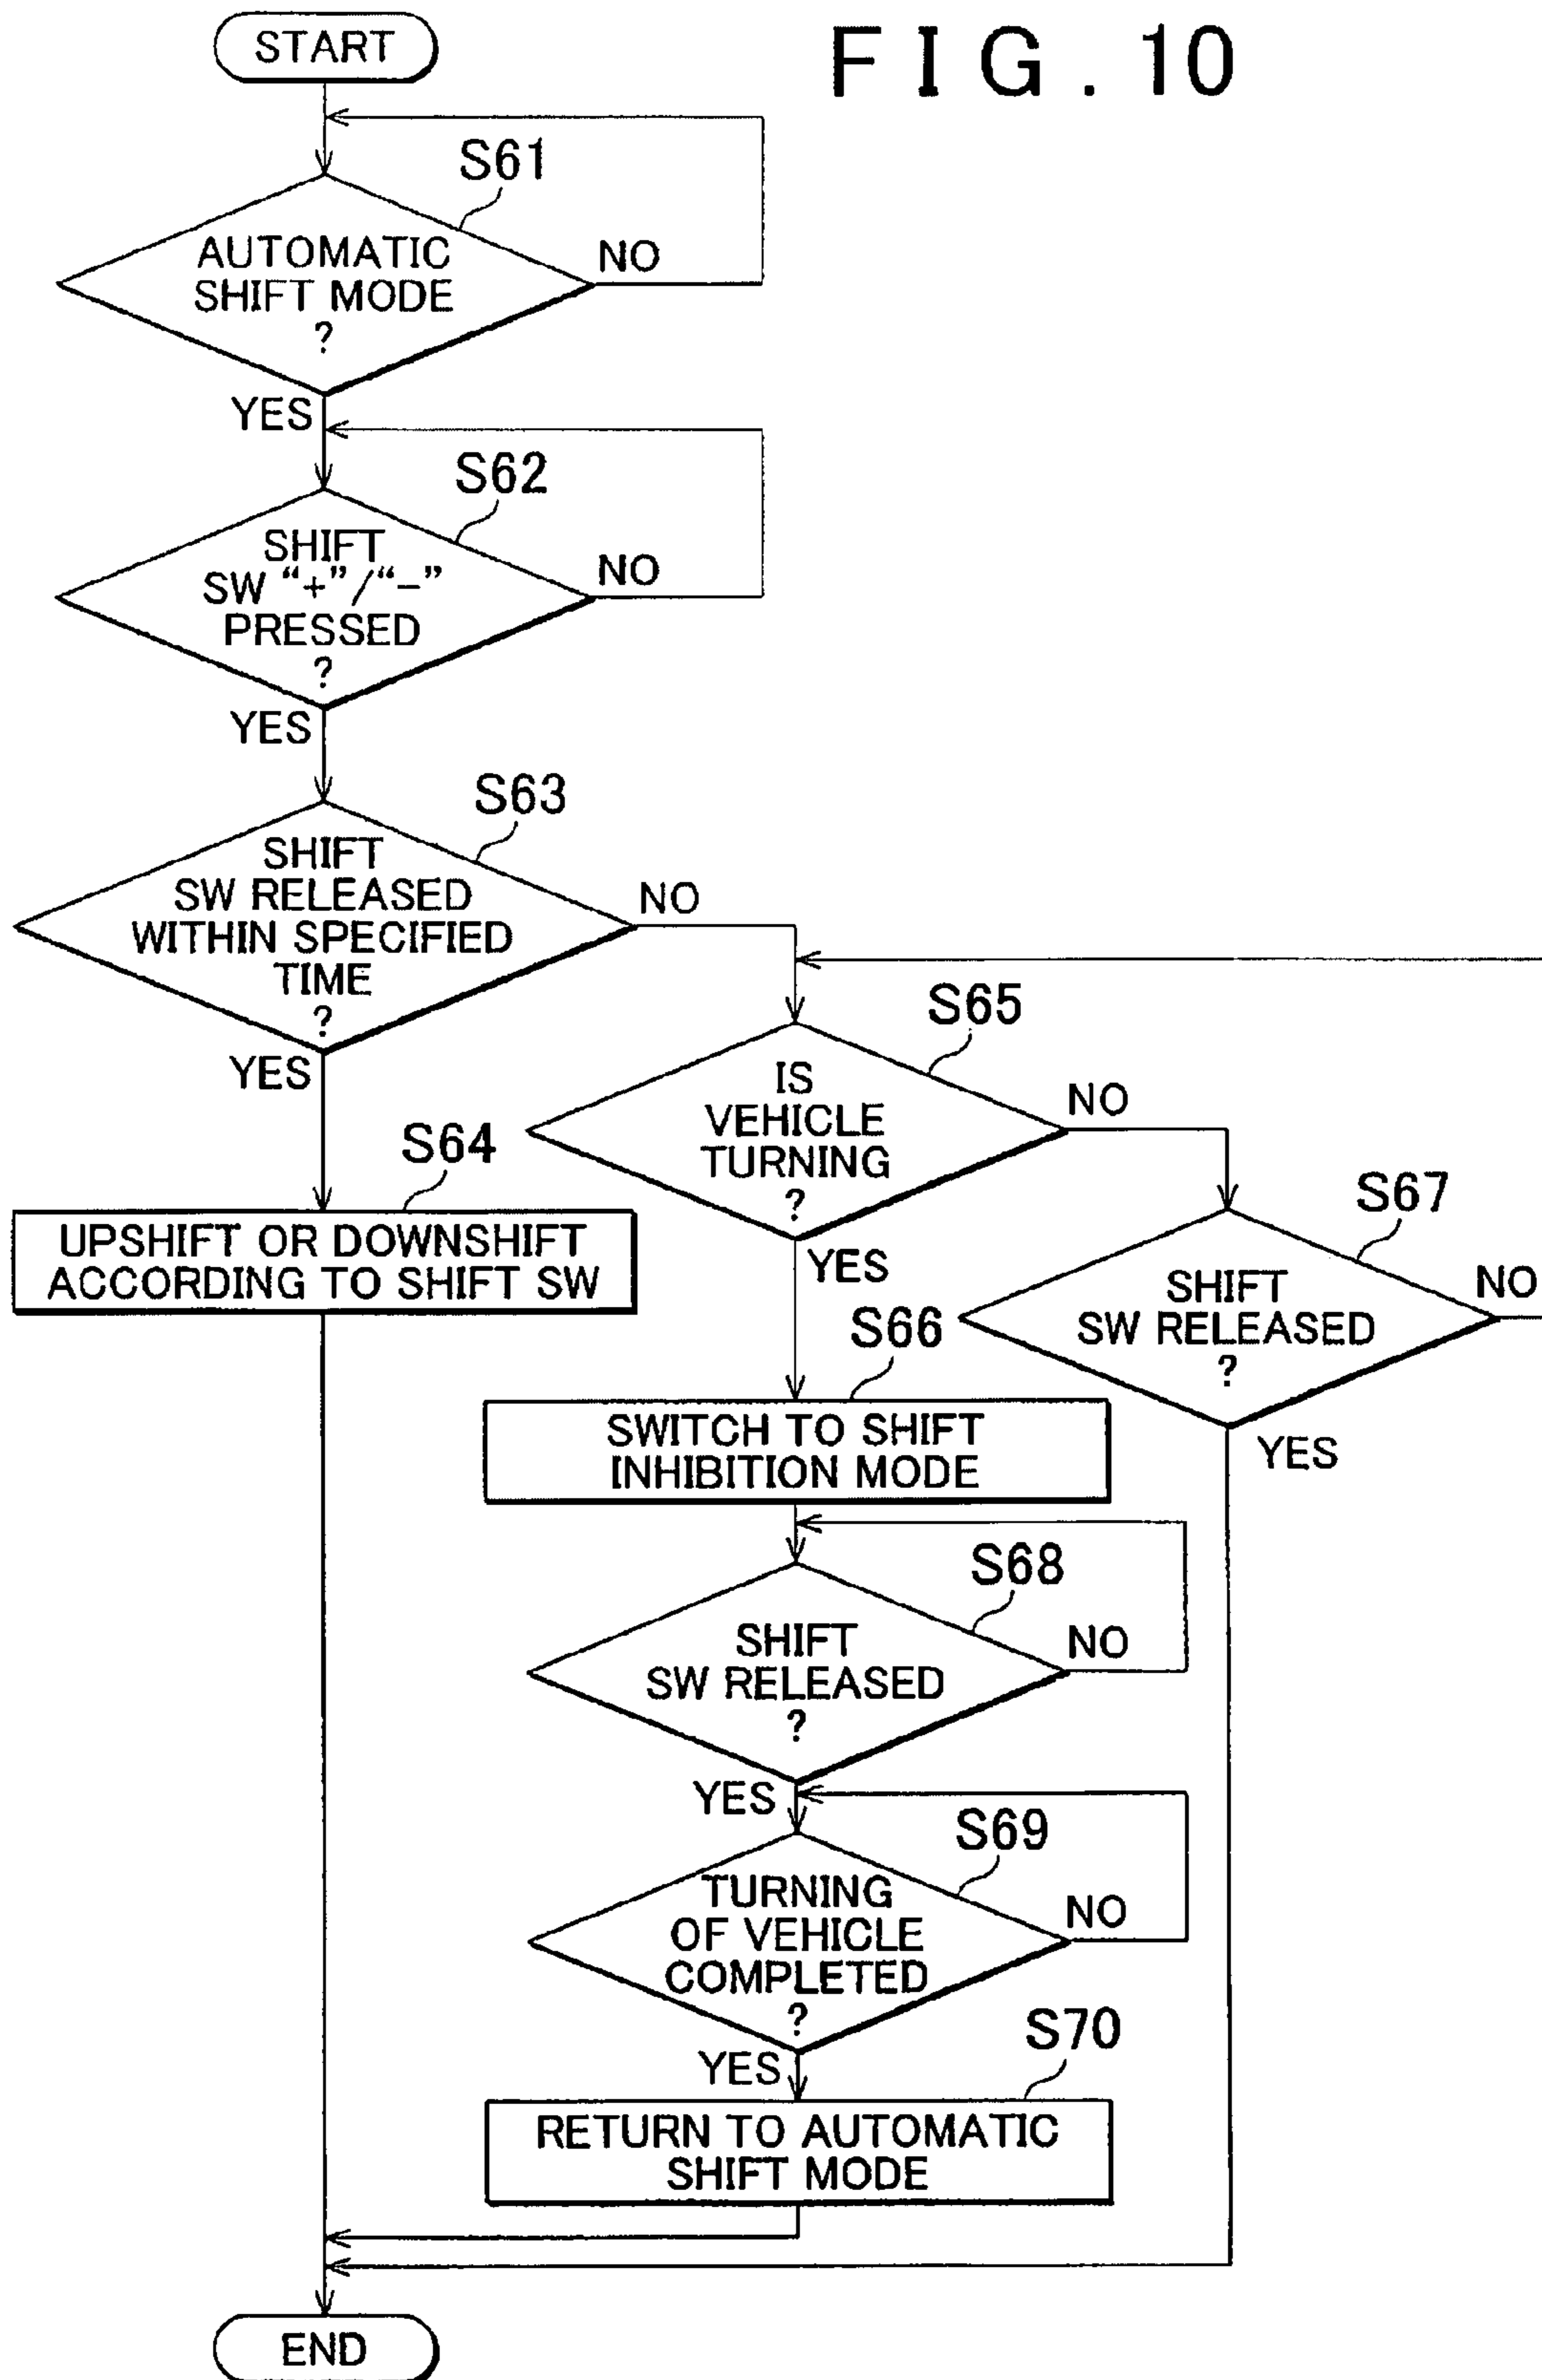 FIG. 10
START
S61
AUTOMATIC
SHIFT MODE
?
NO
YES
S62
SHIFT
SW “+”/“−”
PRESSED
?
NO
YES
S63
SHIFT
SW RELEASED
WITHIN SPECIFIED
TIME
?
NO
YES
S64
UPSHIFT OR DOWNSHIFT
ACCORDING TO SHIFT SW
S65
IS
VEHICLE
TURNING
?
NO
YES
S67
SHIFT
SW RELEASED
?
NO
YES
S66
SWITCH TO SHIFT
INHIBITION MODE
S68
SHIFT
SW RELEASED
?
NO
YES
S69
TURNING
OF VEHICLE
COMPLETED
?
NO
YES
S70
RETURN TO AUTOMATIC
SHIFT MODE
END